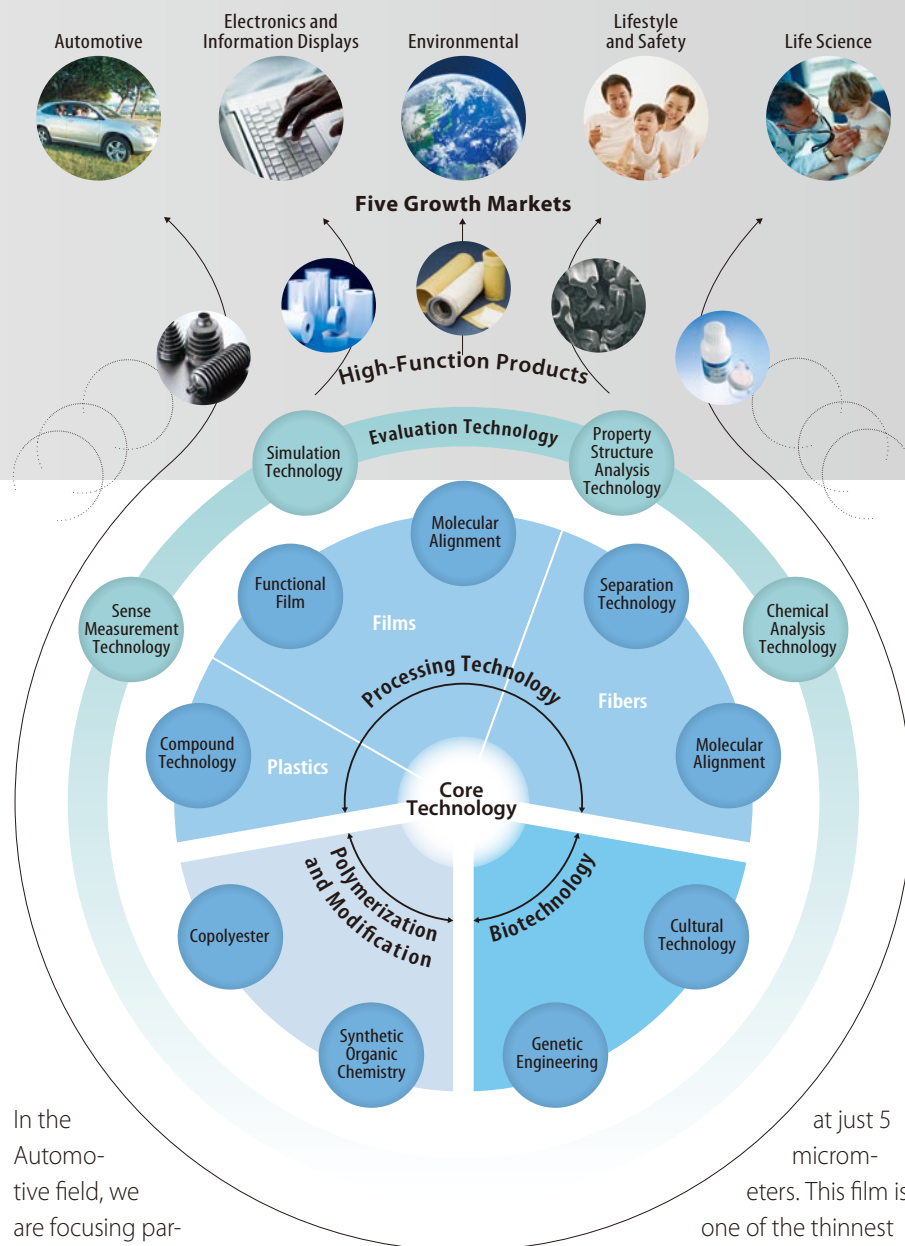 Automotive
Electronics and
Information Displays
Environmental
Lifestyle
and Safety
Life Science
Five Growth Markets
High-Function Products
Evaluation Technology
Simulation
Technology
Property
Structure
Analysis
Technology
Sense
Measurement
Technology
Chemical
Analysis
Technology
Molecular
Alignment
Functional
Film
Separation
Technology
Films
Processing Technology
Fibers
Compound
Technology
Plastics
Molecular
Alignment
Core
Technology
Polymerization
and Modification
Biotechnology
Copolyester
Cultural
Technology
Synthetic
Organic
Chemistry
Genetic
Engineering
In the
Automo-
tive field, we
are focusing par-
at just 5
microm-
eters. This film is
one of the thinnest